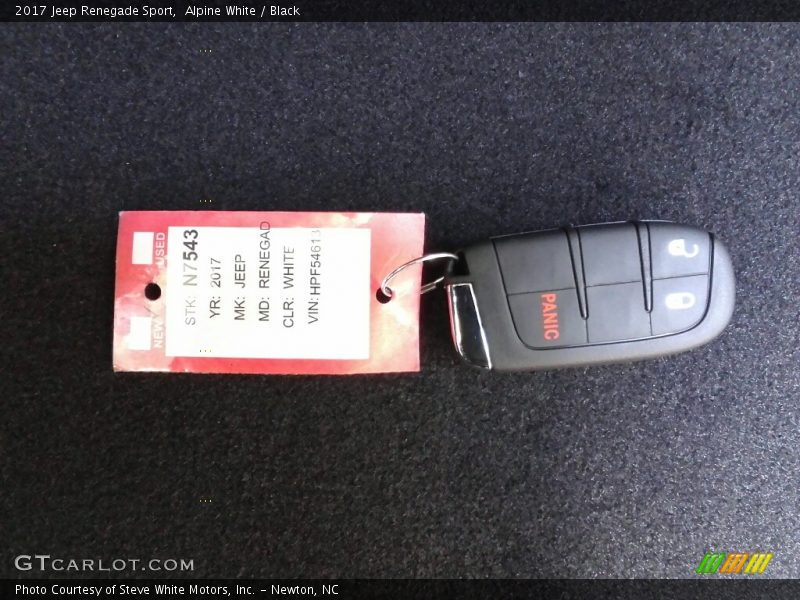 2017 Jeep Renegade Sport,  Alpine White / Black
USED
NEW
STK: N7543
YR: 2017
MK: JEEP
MD: RENEGAD
CLR: WHITE
VIN: HPF54613
PANIC
GTCARLOT.COM
Photo Courtesy of Steve White Motors, Inc. – Newton, NC